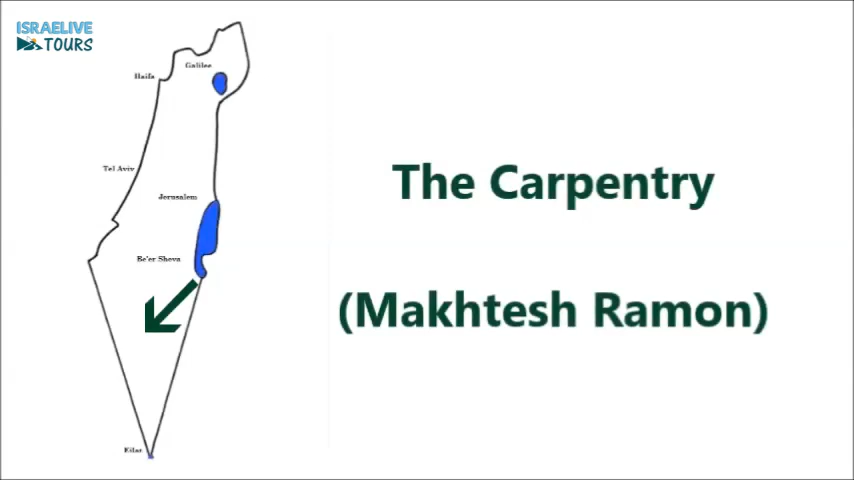 ISRAELIVE
TOURS
Galilee
Haifa
Tel Aviv
Jerusalem
Be'er Sheva
Eilat
The Carpentry
(Makhtesh Ramon)